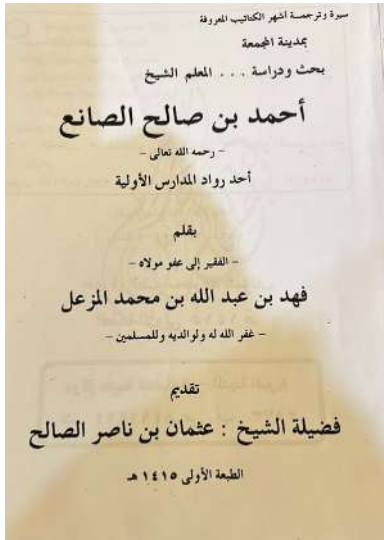 سيرة وترجمة أشهر الكتاتيب المعروفة
بمدينة المجمعة
بحث ودراسة ... المعلم الشيخ
أحمد بن صالح الصانع
- رحمه الله تعالى -
أحد رواد المدارس الأولية
بقلم
- الفقير إلى عفو مولاه -
فهد بن عبد الله بن محمد المزعل
- غفر الله له ولوالديه وللمسلمين -
تقديم
فضيلة الشيخ : عثمان بن ناصر الصالح
الطبعة الأولى ١٤١٥ هـ